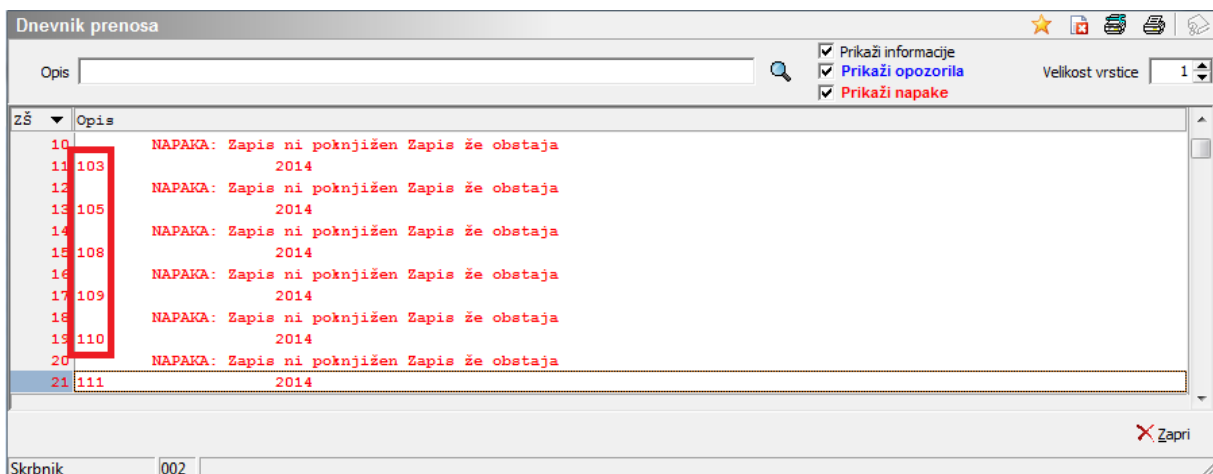 Dnevnik prenosa
Opis
Prikaži informacije
Prikaži opozorila
Prikaži napake
Velikost vrstice 1
ZŠ Opis
10 NAPAKA: Zapis ni poknjižen Zapis že obstaja
11 103 2014
12 NAPAKA: Zapis ni poknjižen Zapis že obstaja
13 105 2014
14 NAPAKA: Zapis ni poknjižen Zapis že obstaja
15 108 2014
16 NAPAKA: Zapis ni poknjižen Zapis že obstaja
17 109 2014
18 NAPAKA: Zapis ni poknjižen Zapis že obstaja
19 110 2014
20 NAPAKA: Zapis ni poknjižen Zapis že obstaja
21 111 2014
Zapri
Skrbnik 002